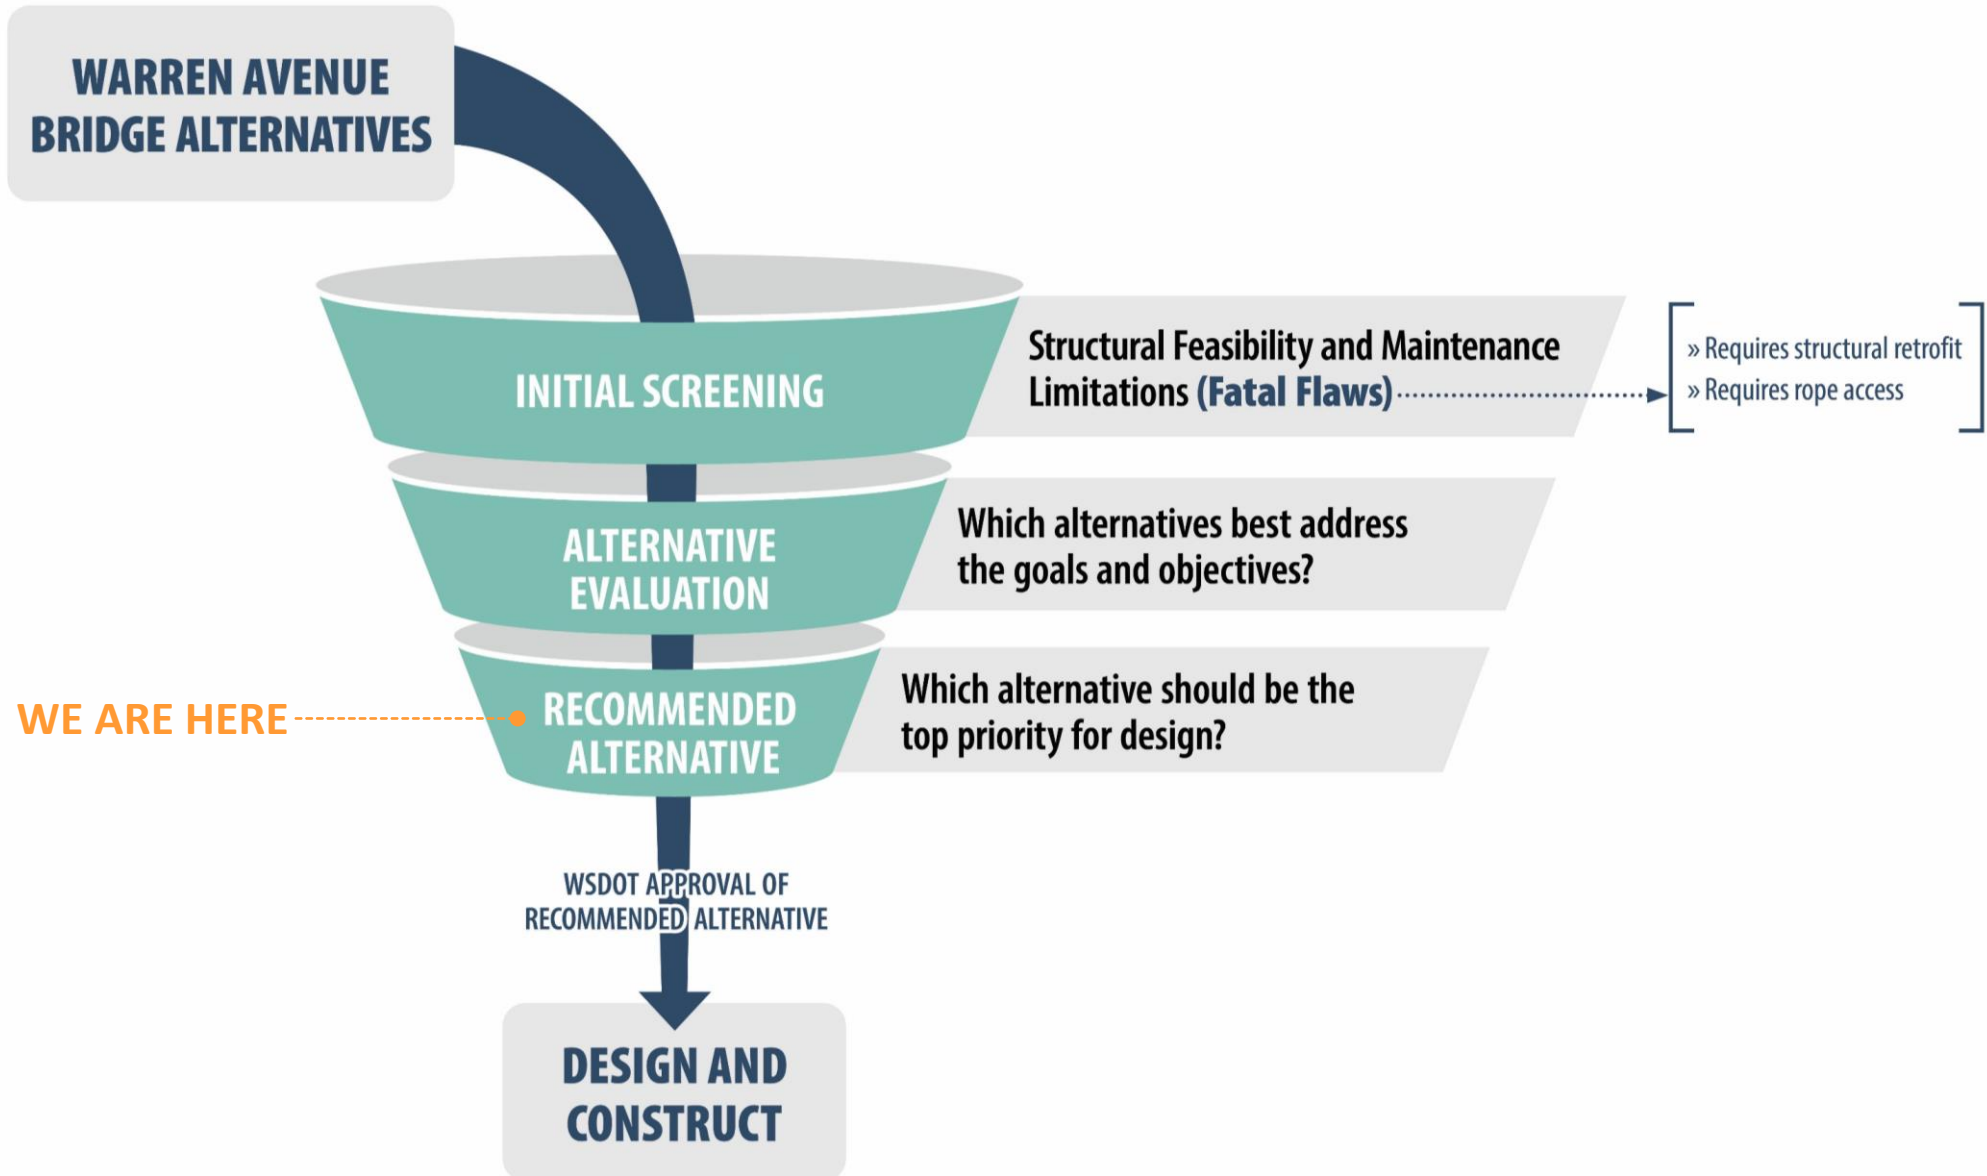 WARREN AVENUE
BRIDGE ALTERNATIVES
INITIAL SCREENING
Structural Feasibility and Maintenance
Limitations (Fatal Flaws)
» Requires structural retrofit
» Requires rope access
ALTERNATIVE
EVALUATION
Which alternatives best address
the goals and objectives?
WE ARE HERE
RECOMMENDED
ALTERNATIVE
Which alternative should be the
top priority for design?
WSDOT APPROVAL OF
RECOMMENDED ALTERNATIVE
DESIGN AND
CONSTRUCT